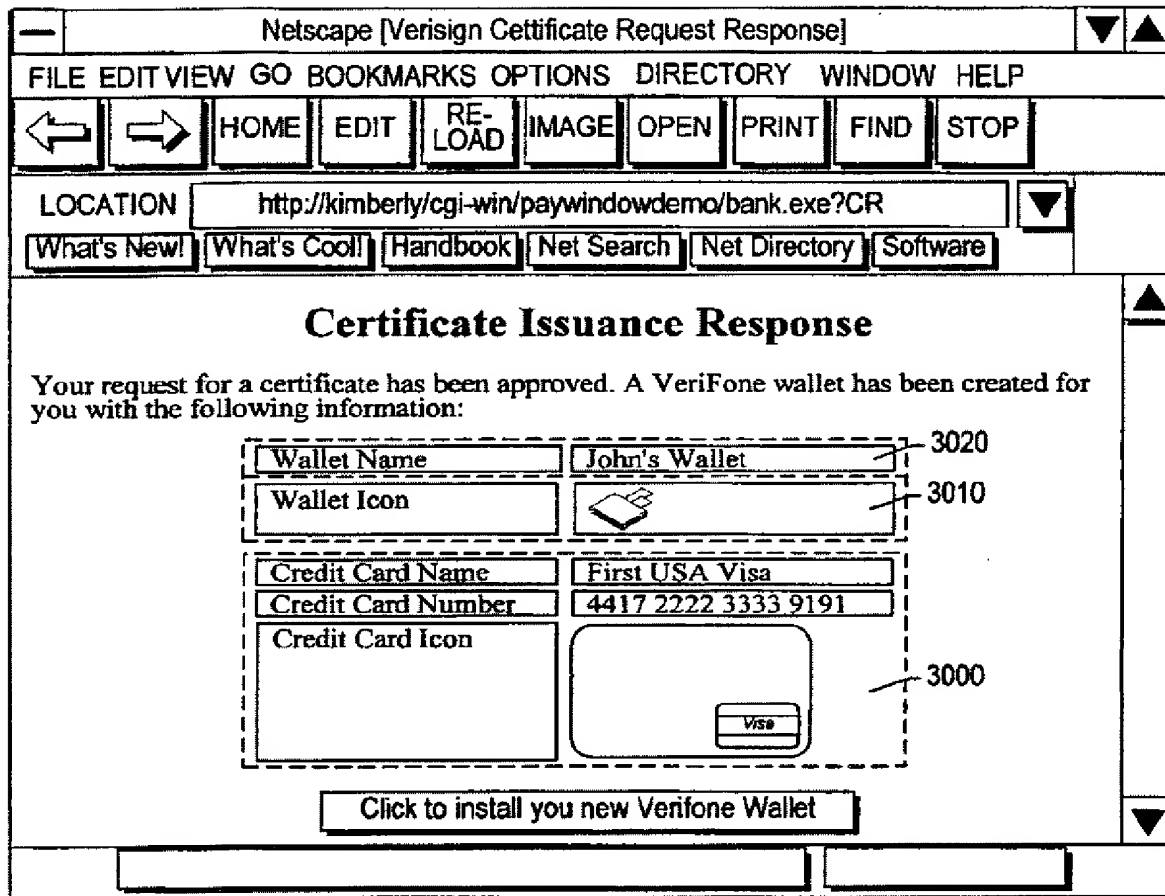 Netscape [Verisign Cettificate Request Response]
FILE EDIT VIEW GO BOOKMARKS OPTIONS DIRECTORY WINDOW HELP
HOME EDIT RE-LOAD IMAGE OPEN PRINT FIND STOP
LOCATION http://kimberly/cgi-win/paywindowdemo/bank.exe?CR
What's New! What's Cool! Handbook Net Search Net Directory Software
Certificate Issuance Response
Your request for a certificate has been approved. A VeriFone wallet has been created for
you with the following information:
Wallet Name John's Wallet 3020
Wallet Icon 3010
Credit Card Name First USA Visa
Credit Card Number 4417 2222 3333 9191
Credit Card Icon
3000
Visa
Click to install you new Verifone Wallet